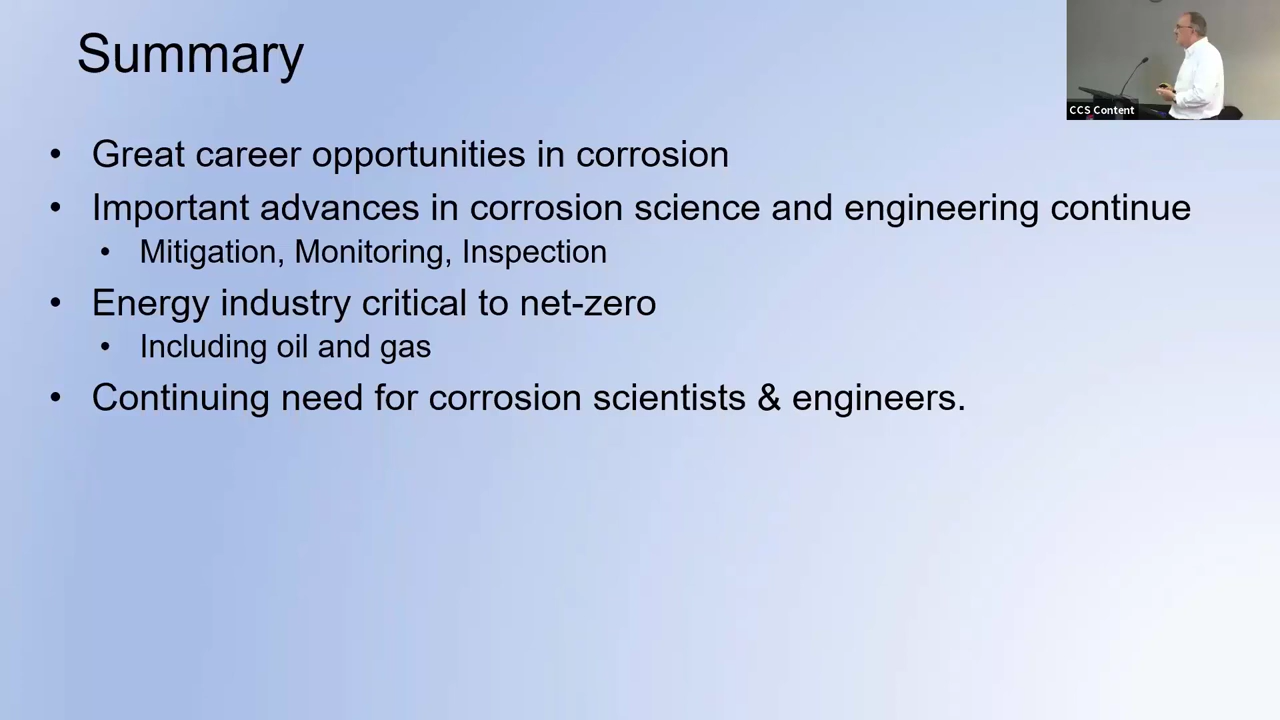 Summary
CCS Content
• Great career opportunities in corrosion
• Important advances in corrosion science and engineering continue
• Mitigation, Monitoring, Inspection
• Energy industry critical to net-zero
• Including oil and gas
• Continuing need for corrosion scientists & engineers.